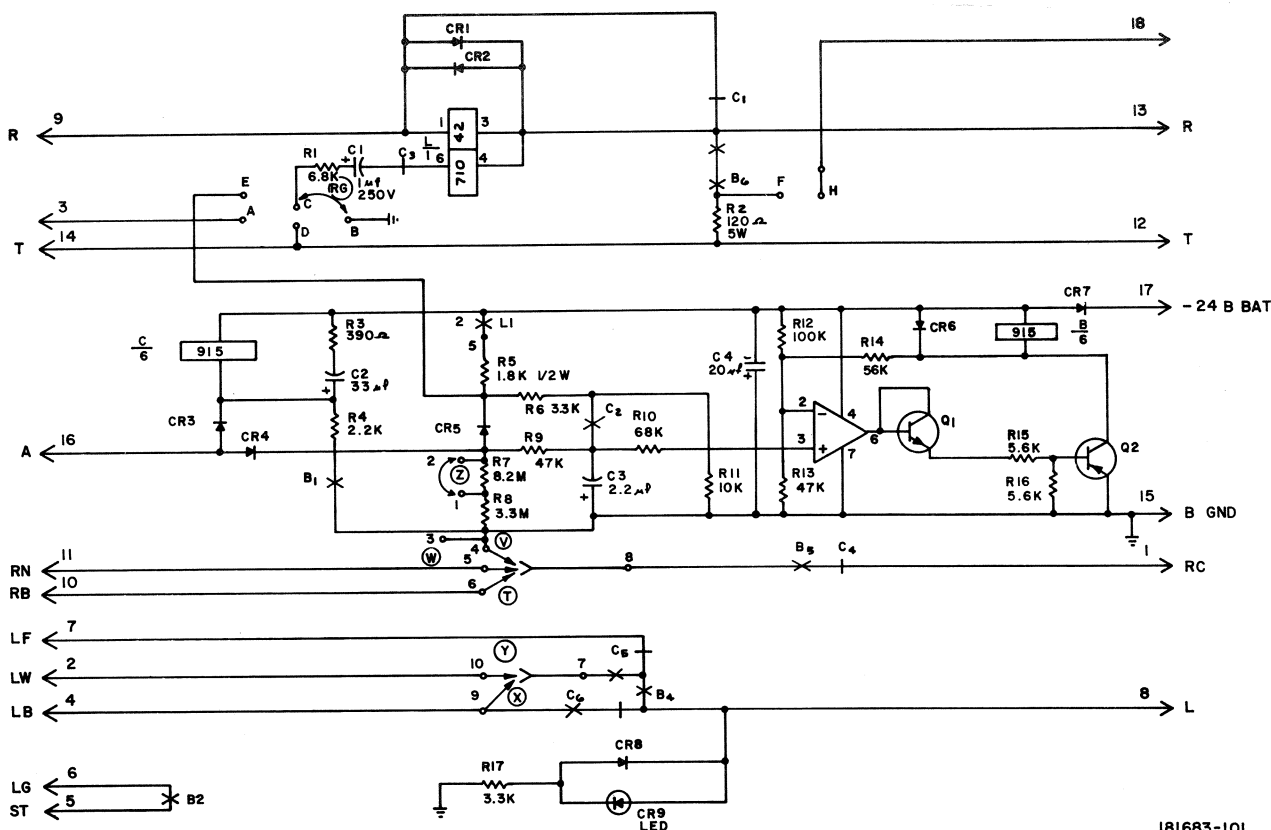 CR1
18
CR2
C1
R 9
1 42 3
13 R
L/1
R1 C1 C3 6 710 4
6.8K + 1µf
RG 250V
E
C
B6 F H
3 A
D B
R2
120Ω
5W
T 14
12 T
CR7 17 -24 B BAT
C/6 915
R3
390Ω
2 L1
5
R12
100K
CR6
915 B/6
R14
56K
C2
33µf
+
R5
1.8K 1/2W
C4
20µf
-
+
R6 3.3K
C2
R10
68K
2 -
4
CR3
R4
2.2K
CR5
Q1
A 16
CR4
R9
47K
3 +
6
7
R15
5.6K
Q2
B1
2
Z
1
R7
8.2M
C3
2.2µf
+
R11
10K
R13
47K
R16
5.6K
R8
3.3M
15 B GND
3
W
4
V
RN 11
5
8
B5 C4
1 RC
RB 10
6
T
LF 7
Y
C5
LW 2
10
7
B4
9
X
C6
LB 4
8 L
CR8
LG 6
R17
3.3K
B2
ST 5
CR9
LED
181683-101